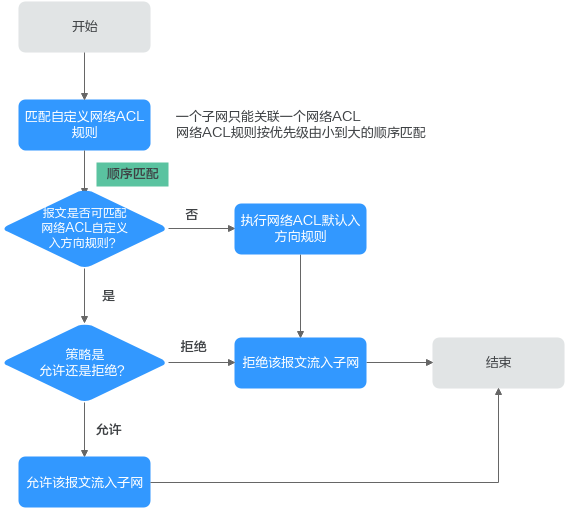 开始
匹配自定义网络ACL
规则
一个子网只能关联一个网络ACL
网络ACL规则按优先级由小到大的顺序匹配
顺序匹配
报文是否可匹配
网络ACL自定义
入方向规则?
否
执行网络ACL默认入
方向规则
是
策略是
允许还是拒绝?
拒绝
拒绝该报文流入子网
结束
允许
允许该报文流入子网